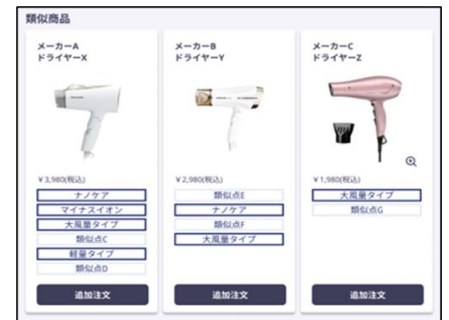 類似商品
メーカーA
ドライヤーX
¥3,980(税込)
ナノケア
マイナスイオン
大風量タイプ
類似点C
軽量タイプ
類似点D
追加注文
メーカーB
ドライヤーY
¥2,980(税込)
類似点E
ナノケア
類似点F
大風量タイプ
追加注文
メーカーC
ドライヤーZ
¥1,980(税込)
大風量タイプ
類似点G
追加注文